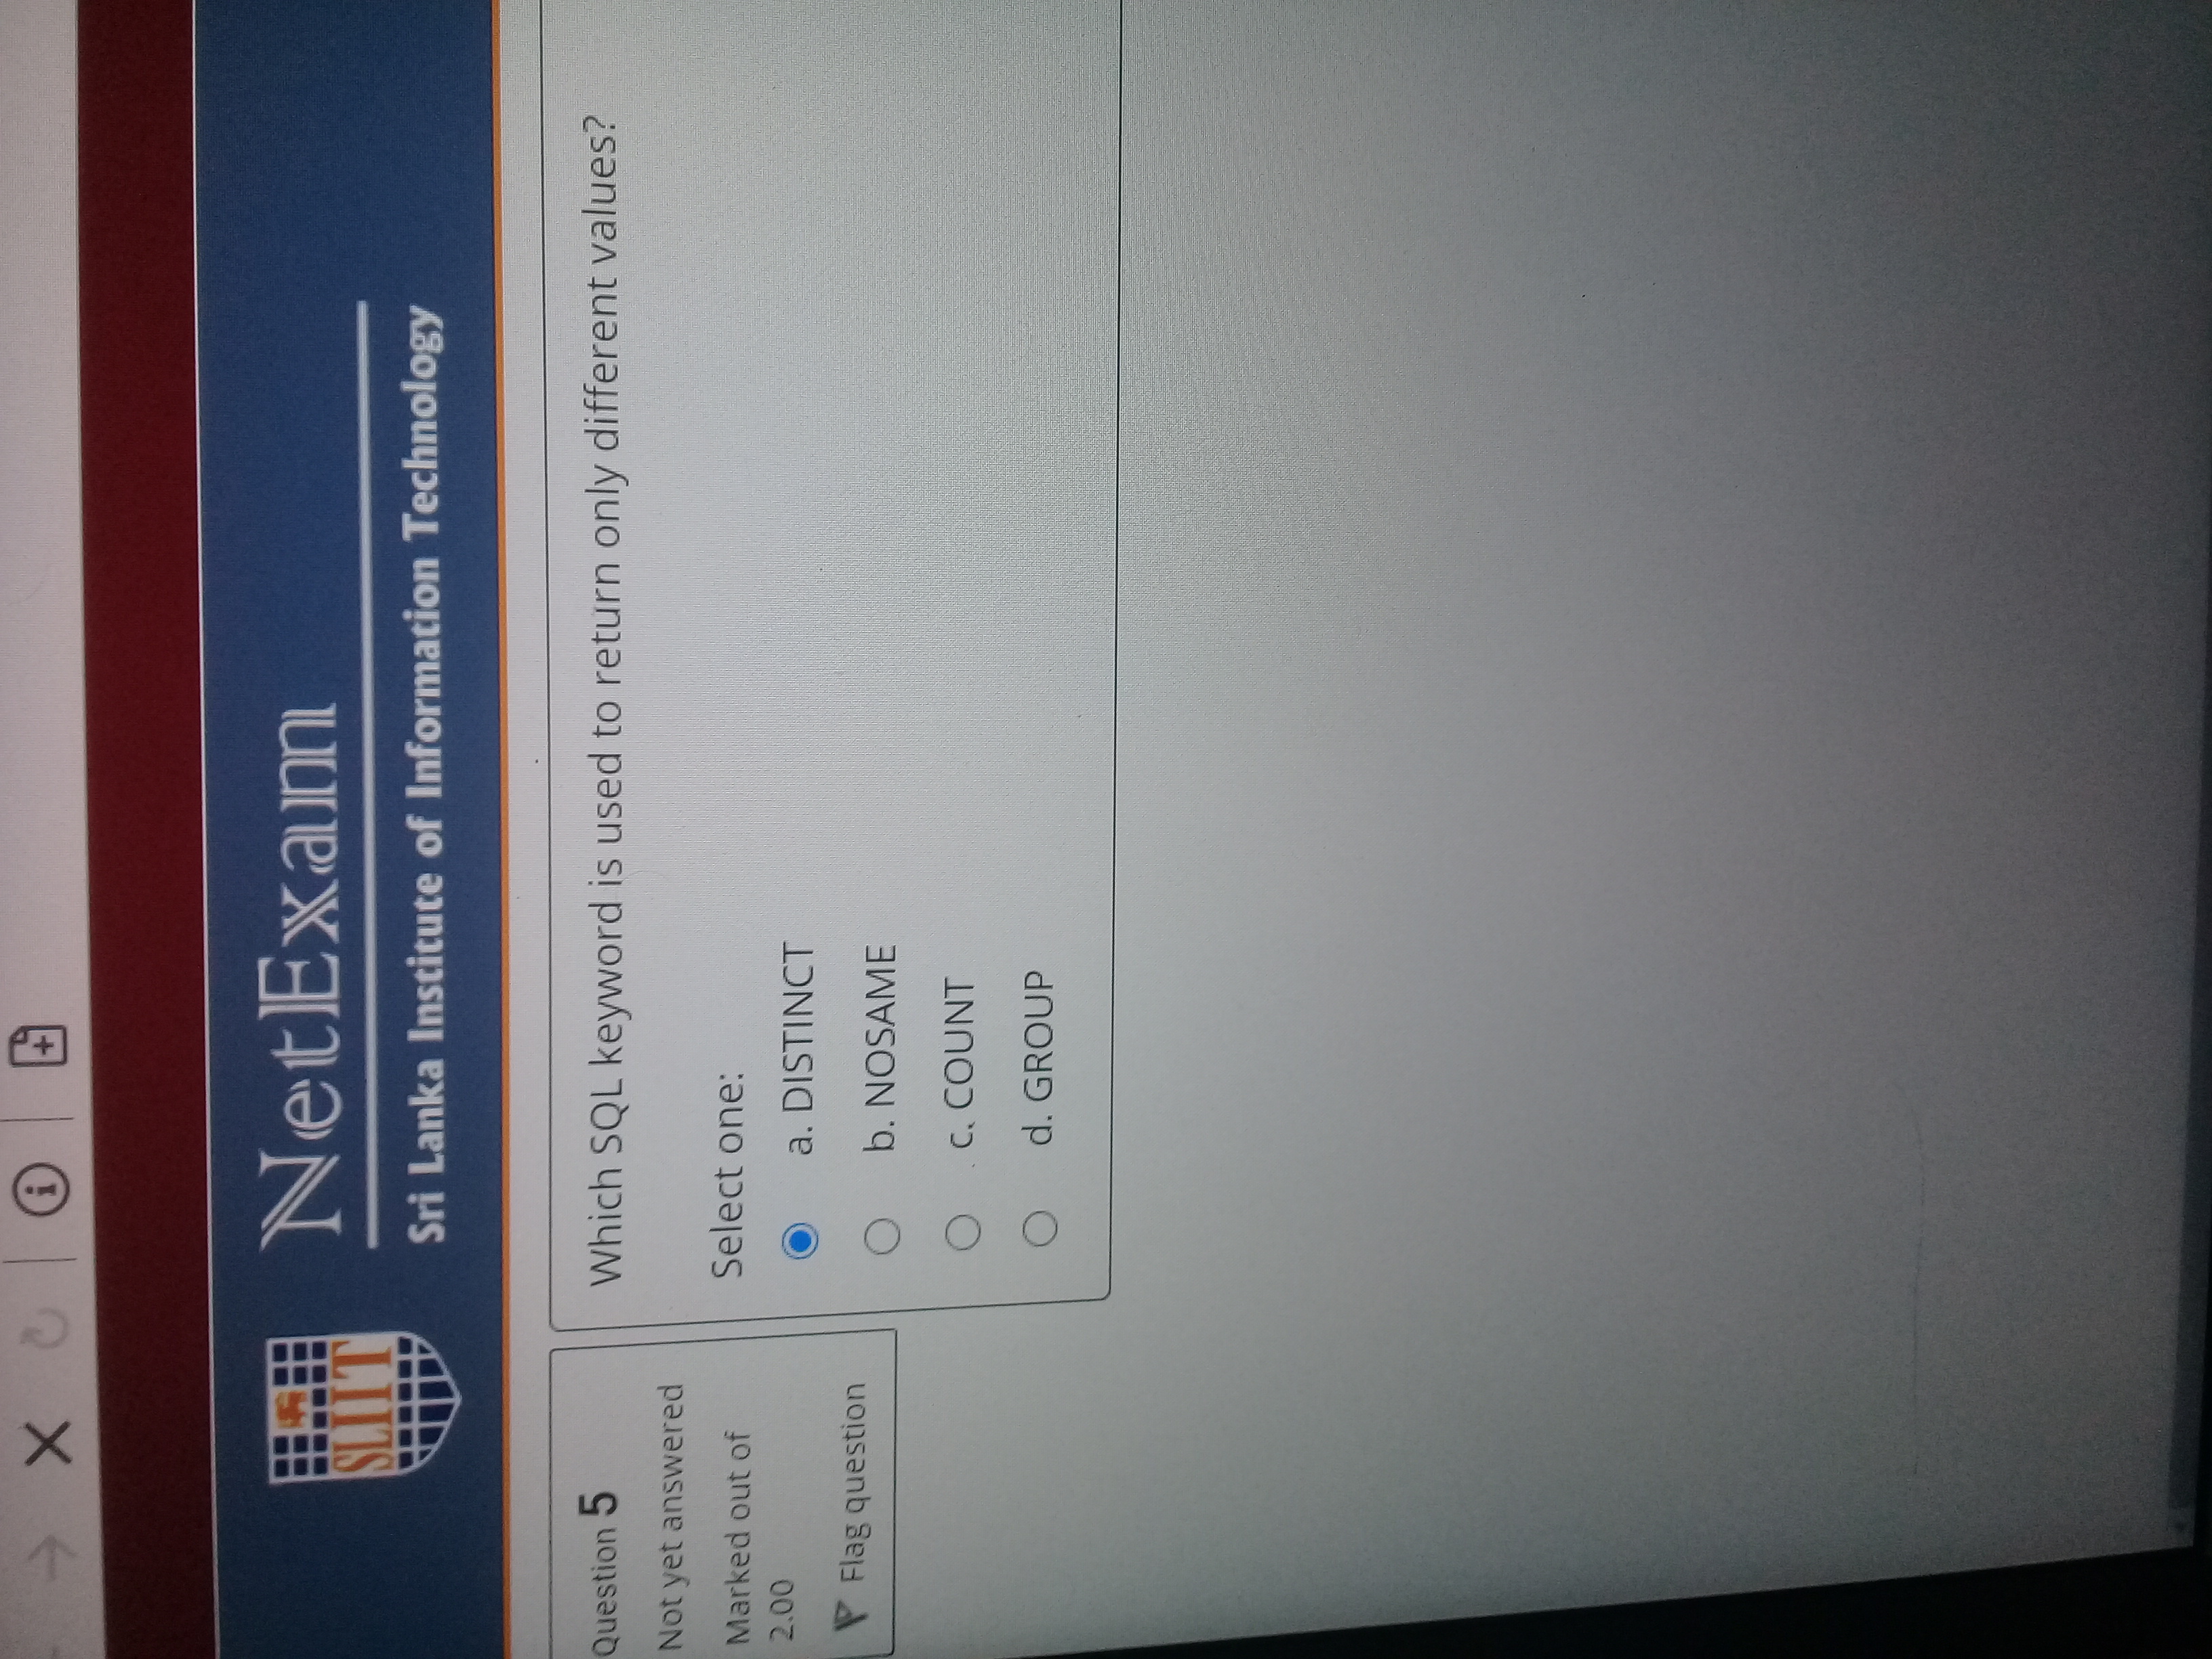 NetExam
SLIIT
Sri Lanka Institute of Information Technology
Question 5
Not yet answered
Marked out of
2.00
Flag question
Which SQL keyword is used to return only different values?
Select one:
a. DISTINCT
b. NOSAME
c. COUNT
d. GROUP